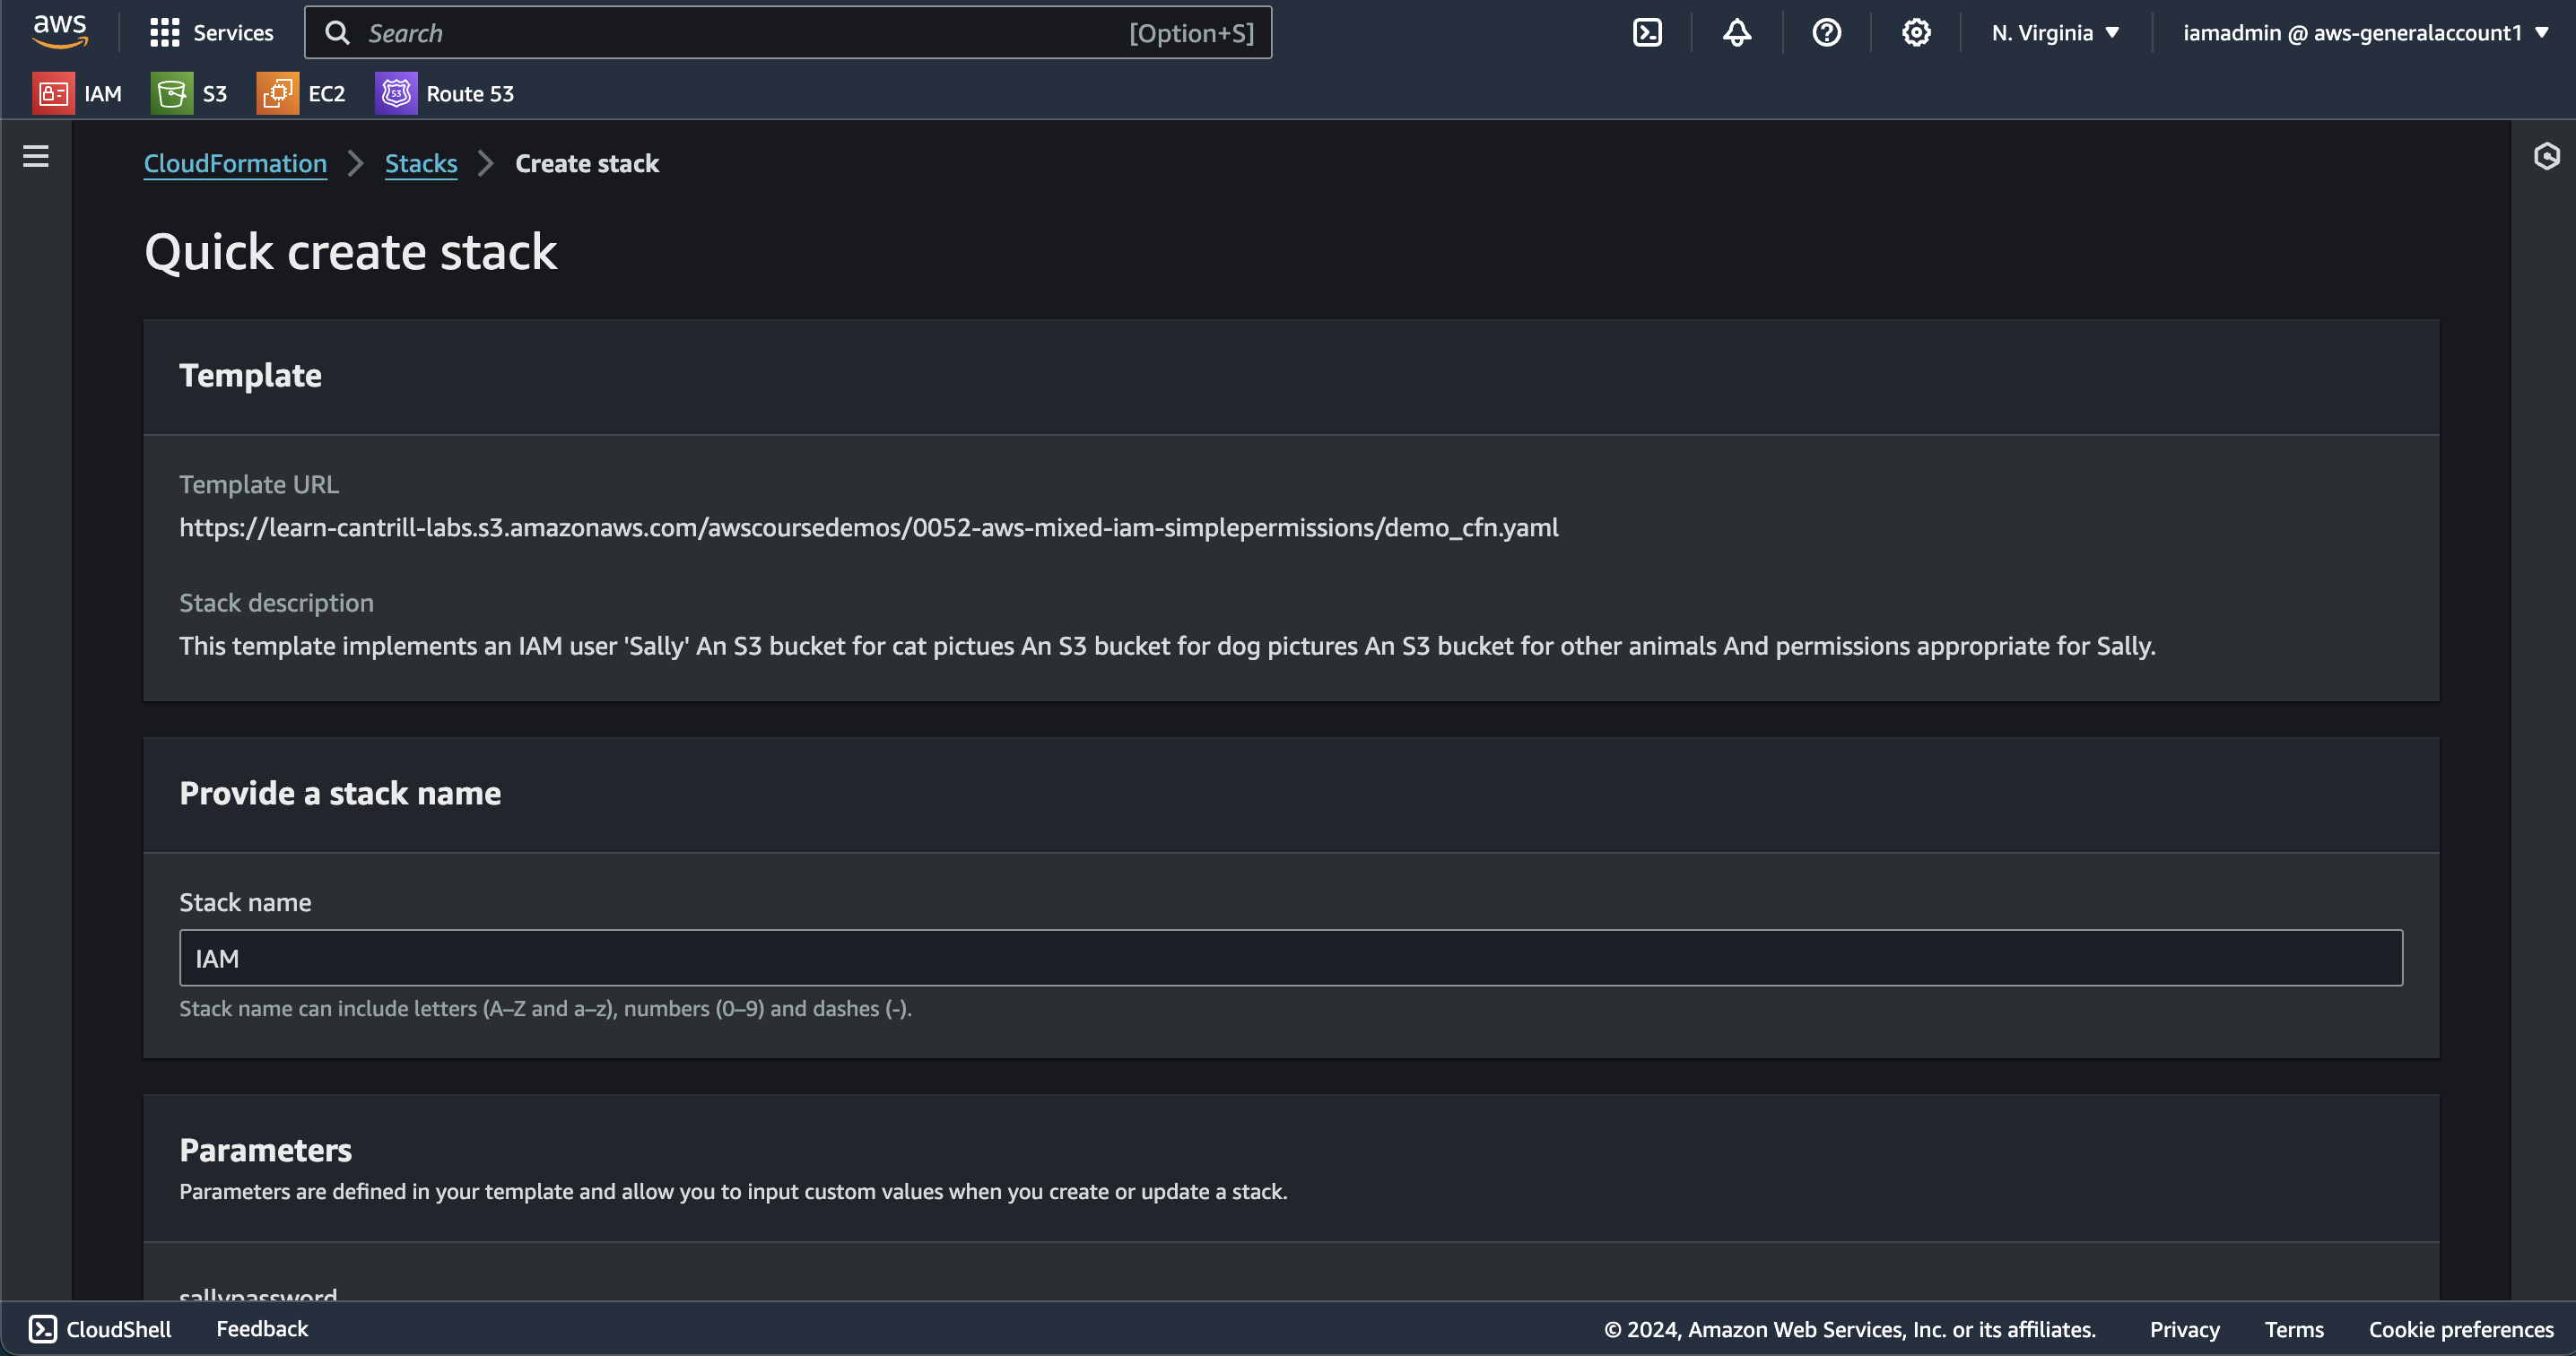 aws
Services
Search
[Option+S]
N. Virginia
iamadmin @ aws-generalaccount1
IAM
S3
EC2
53
Route 53
CloudFormation
Stacks
Create stack
Quick create stack
Template
Template URL
https://learn-cantrill-labs.s3.amazonaws.com/awscoursedemos/0052-aws-mixed-iam-simplepermissions/demo_cfn.yaml
Stack description
This template implements an IAM user 'Sally' An S3 bucket for cat pictues An S3 bucket for dog pictures An S3 bucket for other animals And permissions appropriate for Sally.
Provide a stack name
Stack name
IAM
Stack name can include letters (A–Z and a–z), numbers (0–9) and dashes (-).
Parameters
Parameters are defined in your template and allow you to input custom values when you create or update a stack.
sallypassword
CloudShell
Feedback
© 2024, Amazon Web Services, Inc. or its affiliates.
Privacy
Terms
Cookie preferences